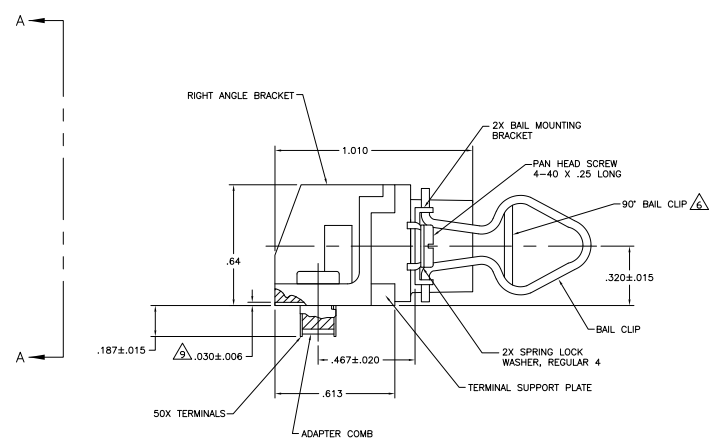 A
RIGHT ANGLE BRACKET
2X BAIL MOUNTING
BRACKET
1.010
PAN HEAD SCREW
4-40 X .25 LONG
90° BAIL CLIP 6
.64
.320±.015
BAIL CLIP
.187±.015
9 .030±.006
A
.467±.020
2X SPRING LOCK
WASHER, REGULAR 4
TERMINAL SUPPORT PLATE
.613
50X TERMINALS
ADAPTER COMB